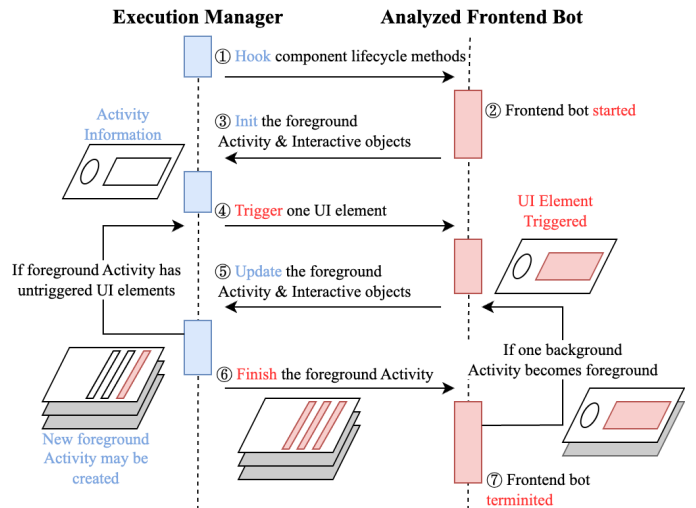 Execution Manager
Analyzed Frontend Bot
① Hook component lifecycle methods
② Frontend bot started
Activity
Information
③ Init the foreground
Activity & Interactive objects
④ Trigger one UI element
UI Element
Triggered
If foreground Activity has
untriggered UI elements
⑤ Update the foreground
Activity & Interactive objects
If one background
Activity becomes foreground
⑥ Finish the foreground Activity
New foreground
Activity may be
created
⑦ Frontend bot
terminited